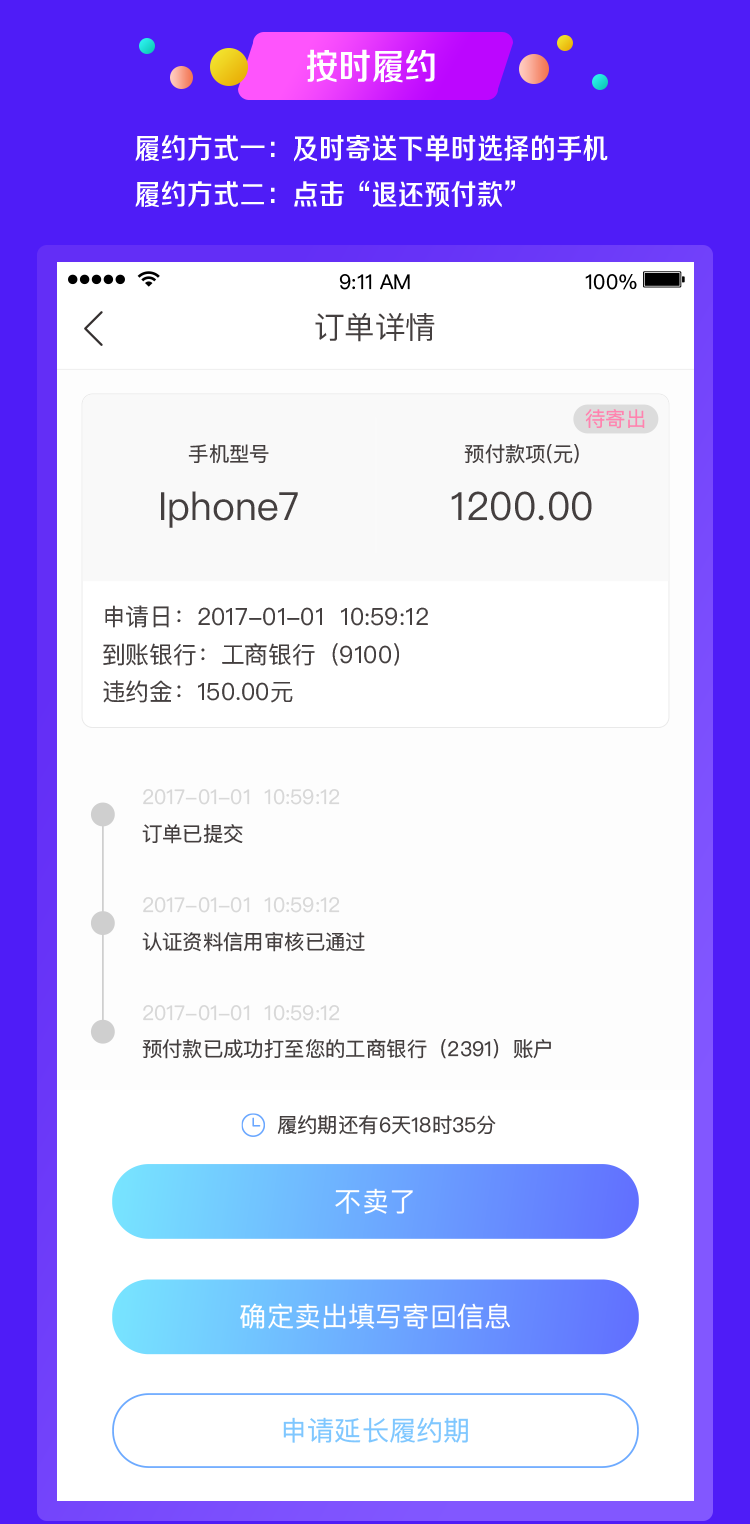 按时履约
履约方式一：及时寄送下单时选择的手机
履约方式二：点击“退还预付款”
9:11 AM
100%
订单详情
待寄出
手机型号
预付款项(元)
Iphone7
1200.00
申请日：2017-01-01 10:59:12
到账银行：工商银行（9100）
违约金：150.00元
2017-01-01 10:59:12
订单已提交
2017-01-01 10:59:12
认证资料信用审核已通过
2017-01-01 10:59:12
预付款已成功打至您的工商银行（2391）账户
履约期还有6天18时35分
不卖了
确定卖出填写寄回信息
申请延长履约期